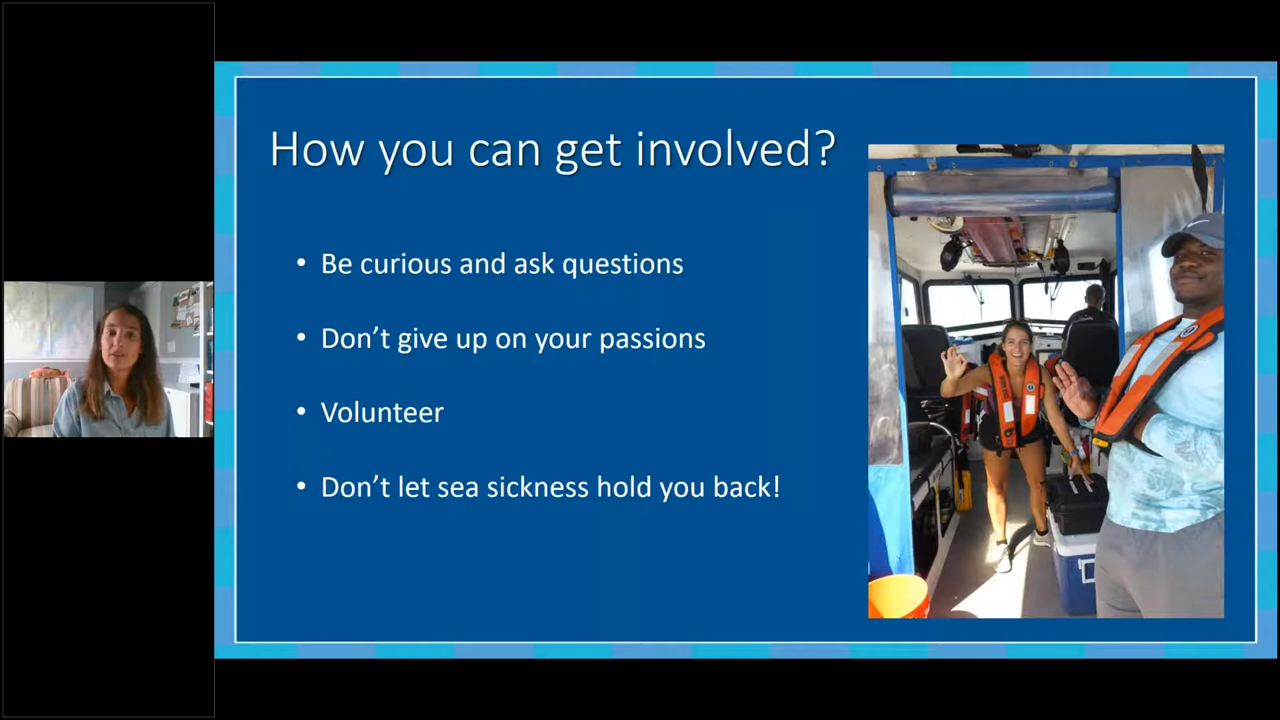 How you can get involved?
• Be curious and ask questions
• Don’t give up on your passions
• Volunteer
• Don’t let sea sickness hold you back!